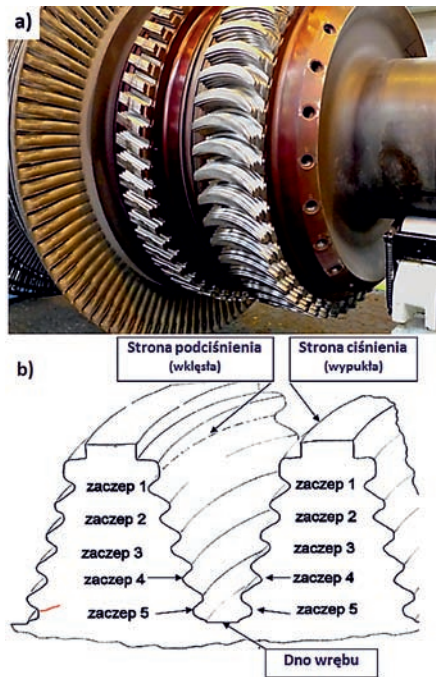 a)
Strona podciśnienia
(wklęsła)
Strona ciśnienia
(wypukła)
b)
zaczep 1
zaczep 1
zaczep 2
zaczep 2
zaczep 3
zaczep 3
zaczep 4
zaczep 4
zaczep 5
zaczep 5
Dno wrębu